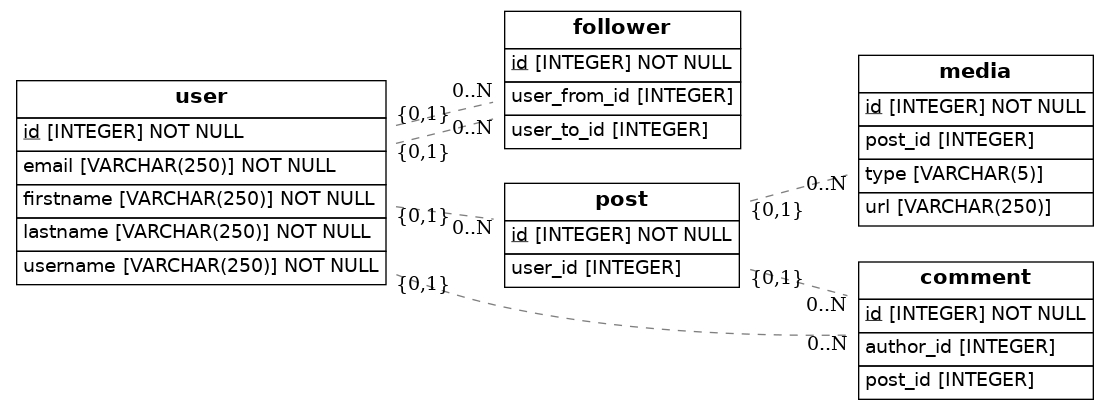 user
id [INTEGER] NOT NULL
email [VARCHAR(250)] NOT NULL
firstname [VARCHAR(250)] NOT NULL
lastname [VARCHAR(250)] NOT NULL
username [VARCHAR(250)] NOT NULL
follower
id [INTEGER] NOT NULL
user_from_id [INTEGER]
user_to_id [INTEGER]
0..N
{0,1}
0..N
{0,1}
post
id [INTEGER] NOT NULL
user_id [INTEGER]
{0,1}
0..N
media
id [INTEGER] NOT NULL
post_id [INTEGER]
type [VARCHAR(5)]
url [VARCHAR(250)]
0..N
{0,1}
comment
id [INTEGER] NOT NULL
author_id [INTEGER]
post_id [INTEGER]
{0,1}
0..N
{0,1}
0..N